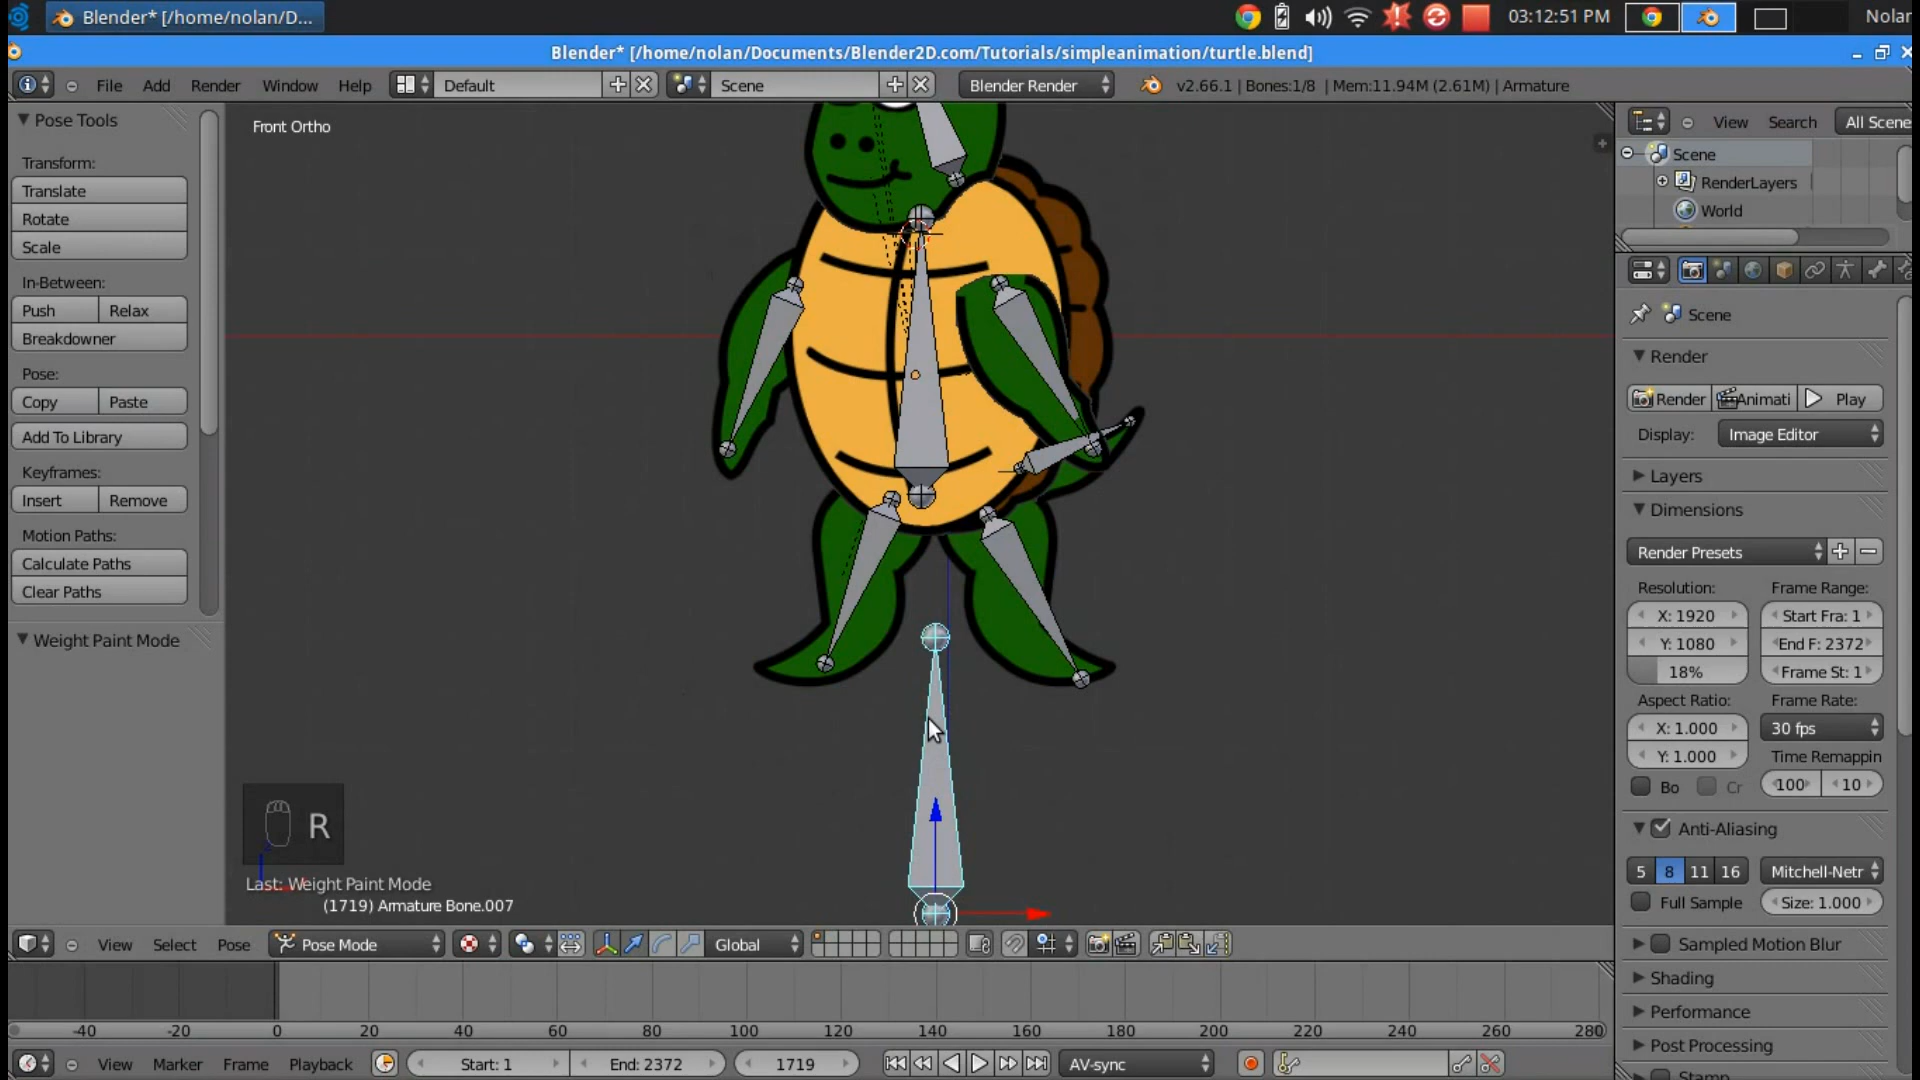 Blender* [/home/nolan/D...
03:12:51 PM
Nolan
Blender* [/home/nolan/Documents/Blender2D.com/Tutorials/simpleanimation/turtle.blend]
File Add Render Window Help
Default
Scene
Blender Render
v2.66.1 | Bones:1/8 | Mem:11.94M (2.61M) | Armature
Pose Tools
Transform:
Translate
Rotate
Scale
In-Between:
Push Relax
Breakdowner
Pose:
Copy Paste
Add To Library
Keyframes:
Insert Remove
Motion Paths:
Calculate Paths
Clear Paths
Weight Paint Mode
Front Ortho
R
Last: Weight Paint Mode
(1719) Armature Bone.007
View Search All Scene
Scene
RenderLayers
World
Scene
Render
Render Animati Play
Display: Image Editor
Layers
Dimensions
Render Presets
Resolution: Frame Range:
X: 1920 Start Fra: 1
Y: 1080 End F: 2372
18% Frame St: 1
Aspect Ratio: Frame Rate:
X: 1.000 30 fps
Y: 1.000 Time Remappin
Bo Cr 100 10
Anti-Aliasing
5 8 11 16 Mitchell-Netr
Full Sample Size: 1.000
Sampled Motion Blur
Shading
Performance
Post Processing
Stamp
View Select Pose Pose Mode Global
-40 -20 0 20 40 60 80 100 120 140 160 180 200 220 240 260 280
View Marker Frame Playback Start: 1 End: 2372 1719 AV-sync